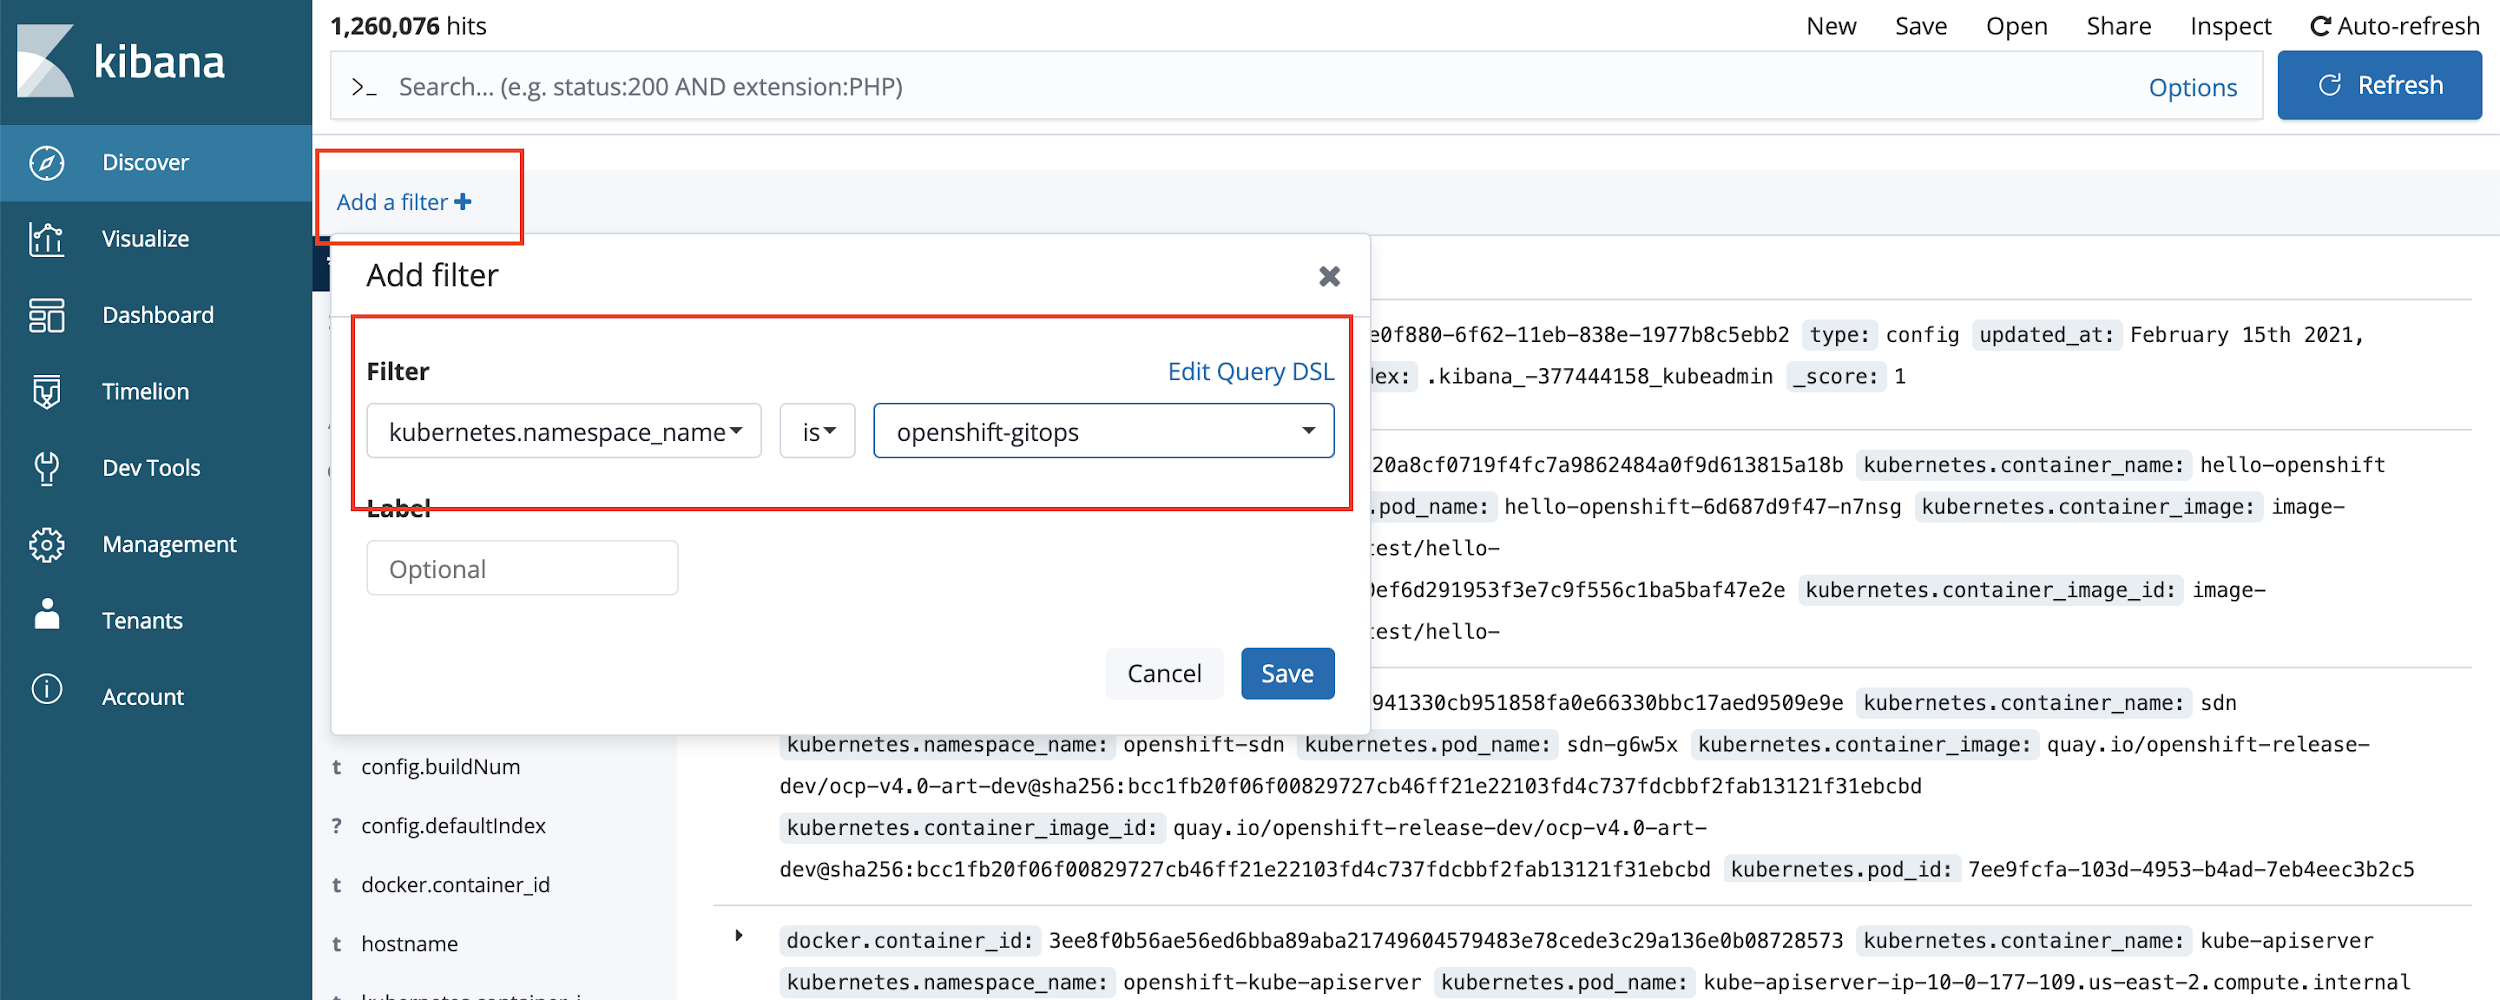 kibana
Discover
Visualize
Dashboard
Timelion
Dev Tools
Management
Tenants
Account
1,260,076 hits
New Save Open Share Inspect Auto-refresh
>_ Search... (e.g. status:200 AND extension:PHP) Options Refresh
Add a filter +
Add filter
Filter Edit Query DSL
kubernetes.namespace_name is openshift-gitops
Label
Optional
Cancel Save
e0f880-6f62-11eb-838e-1977b8c5ebb2 type: config updated_at: February 15th 2021,
ex: .kibana_-377444158_kubeadmin _score: 1
20a8cf0719f4fc7a9862484a0f9d613815a18b kubernetes.container_name: hello-openshift
.pod_name: hello-openshift-6d687d9f47-n7nsg kubernetes.container_image: image-
test/hello-
ef6d291953f3e7c9f556c1ba5baf47e2e kubernetes.container_image_id: image-
test/hello-
941330cb951858fa0e66330bbc17aed9509e9e kubernetes.container_name: sdn
kubernetes.namespace_name: openshift-sdn kubernetes.pod_name: sdn-g6w5x kubernetes.container_image: quay.io/openshift-release-
dev/ocp-v4.0-art-dev@sha256:bcc1fb20f06f00829727cb46ff21e22103fd4c737fdcbbf2fab13121f31ebcbd
kubernetes.container_image_id: quay.io/openshift-release-dev/ocp-v4.0-art-
dev@sha256:bcc1fb20f06f00829727cb46ff21e22103fd4c737fdcbbf2fab13121f31ebcbd kubernetes.pod_id: 7ee9fcfa-103d-4953-b4ad-7eb4eec3b2c5
docker.container_id: 3ee8f0b56ae56ed6bba89aba21749604579483e78cede3c29a136e0b08728573 kubernetes.container_name: kube-apiserver
kubernetes.namespace_name: openshift-kube-apiserver kubernetes.pod_name: kube-apiserver-ip-10-0-177-109.us-east-2.compute.internal
t config.buildNum
? config.defaultIndex
t docker.container_id
t hostname